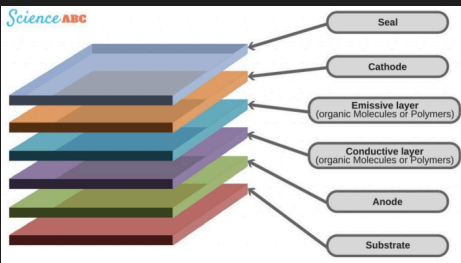 Science ABC
Seal
Cathode
Emissive layer
(organic Molecules or Polymers)
Conductive layer
(organic Molecules or Polymers)
Anode
Substrate